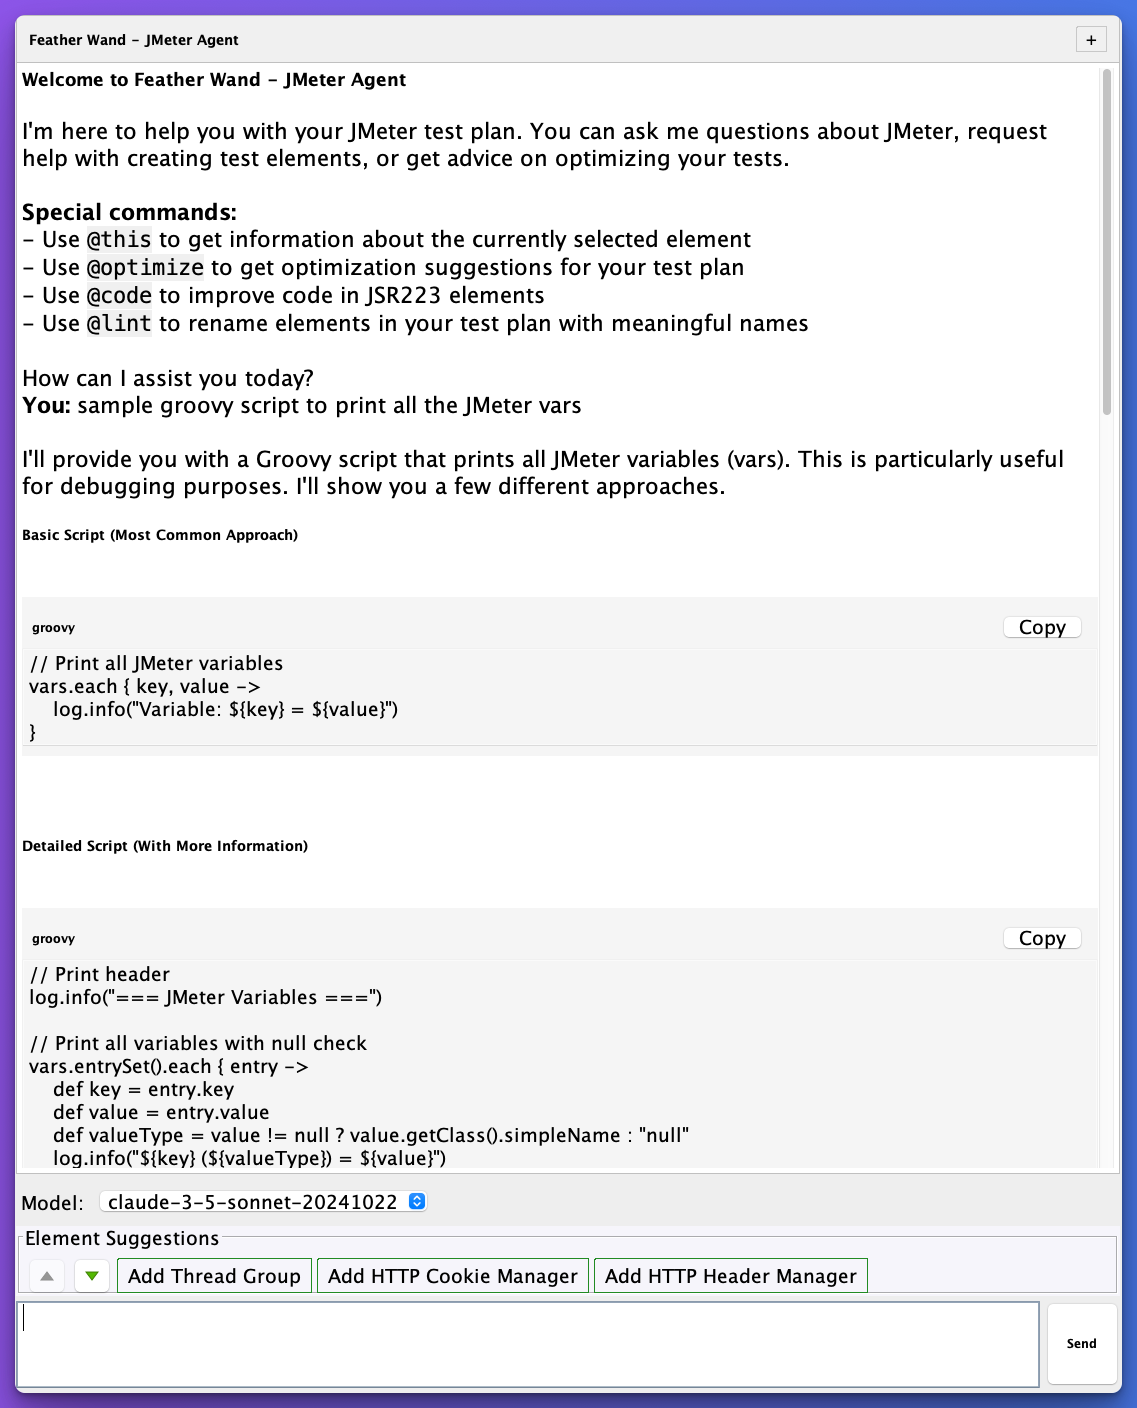 Feather Wand – JMeter Agent
+
Welcome to Feather Wand – JMeter Agent
I'm here to help you with your JMeter test plan. You can ask me questions about JMeter, request
help with creating test elements, or get advice on optimizing your tests.
Special commands:
– Use @this to get information about the currently selected element
– Use @optimize to get optimization suggestions for your test plan
– Use @code to improve code in JSR223 elements
– Use @lint to rename elements in your test plan with meaningful names
How can I assist you today?
You: sample groovy script to print all the JMeter vars
I'll provide you with a Groovy script that prints all JMeter variables (vars). This is particularly useful
for debugging purposes. I'll show you a few different approaches.
Basic Script (Most Common Approach)
groovy
Copy
// Print all JMeter variables
vars.each { key, value ->
    log.info("Variable: ${key} = ${value}")
}
Detailed Script (With More Information)
groovy
Copy
// Print header
log.info("=== JMeter Variables ===")
// Print all variables with null check
vars.entrySet().each { entry ->
    def key = entry.key
    def value = entry.value
    def valueType = value != null ? value.getClass().simpleName : "null"
    log.info("${key} (${valueType}) = ${value}")
Model: claude-3-5-sonnet-20241022
Element Suggestions
Add Thread Group
Add HTTP Cookie Manager
Add HTTP Header Manager
Send